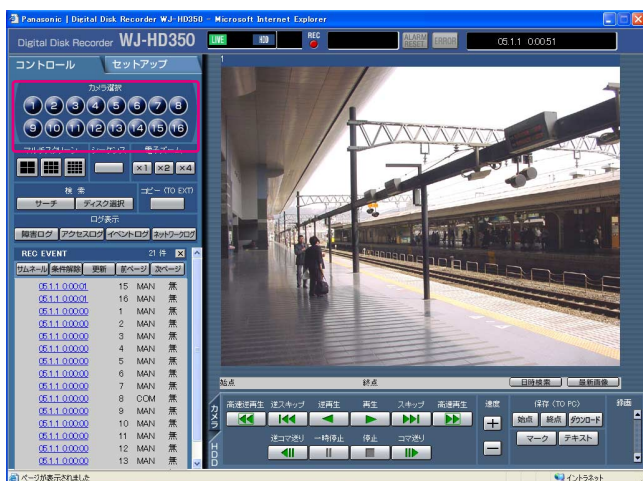 Panasonic | Digital Disk Recorder WJ-HD350 - Microsoft Internet Explorer
Digital Disk Recorder WJ-HD350
LIVE HDD REC ALARM RESET ERROR 05.1.1 0:00:51
コントロール セットアップ
1
カメラ選択
1 2 3 4 5 6 7 8
9 10 11 12 13 14 15 16
マルチスクリーン シーケンス 電子ズーム
×1 ×2 ×4
検 索 コピー (TO EXT)
サーチ ディスク選択
ログ表示
障害ログ アクセスログ イベントログ ネットワークログ
REC EVENT 21 件
サムネール 条件解除 更新 前ページ 次ページ
05.1.1 0:00:01 15 MAN 無
05.1.1 0:00:01 16 MAN 無
05.1.1 0:00:00 1 MAN 無
05.1.1 0:00:00 2 MAN 無
05.1.1 0:00:00 3 MAN 無
05.1.1 0:00:00 4 MAN 無
05.1.1 0:00:00 5 MAN 無
05.1.1 0:00:00 6 MAN 無
05.1.1 0:00:00 7 MAN 無
05.1.1 0:00:00 8 COM 無
05.1.1 0:00:00 9 MAN 無
05.1.1 0:00:00 10 MAN 無
05.1.1 0:00:00 11 MAN 無
05.1.1 0:00:00 12 MAN 無
05.1.1 0:00:00 13 MAN 無
始点 終点 日時検索 最新画像
カメラ
HDD
高速逆再生 逆スキップ 逆再生 再生 スキップ 高速再生 速度 保存 (TO PC) 録画
始点 終点 ダウンロード
逆コマ送り 一時停止 停止 コマ送り
マーク テキスト
ページが表示されました イントラネット